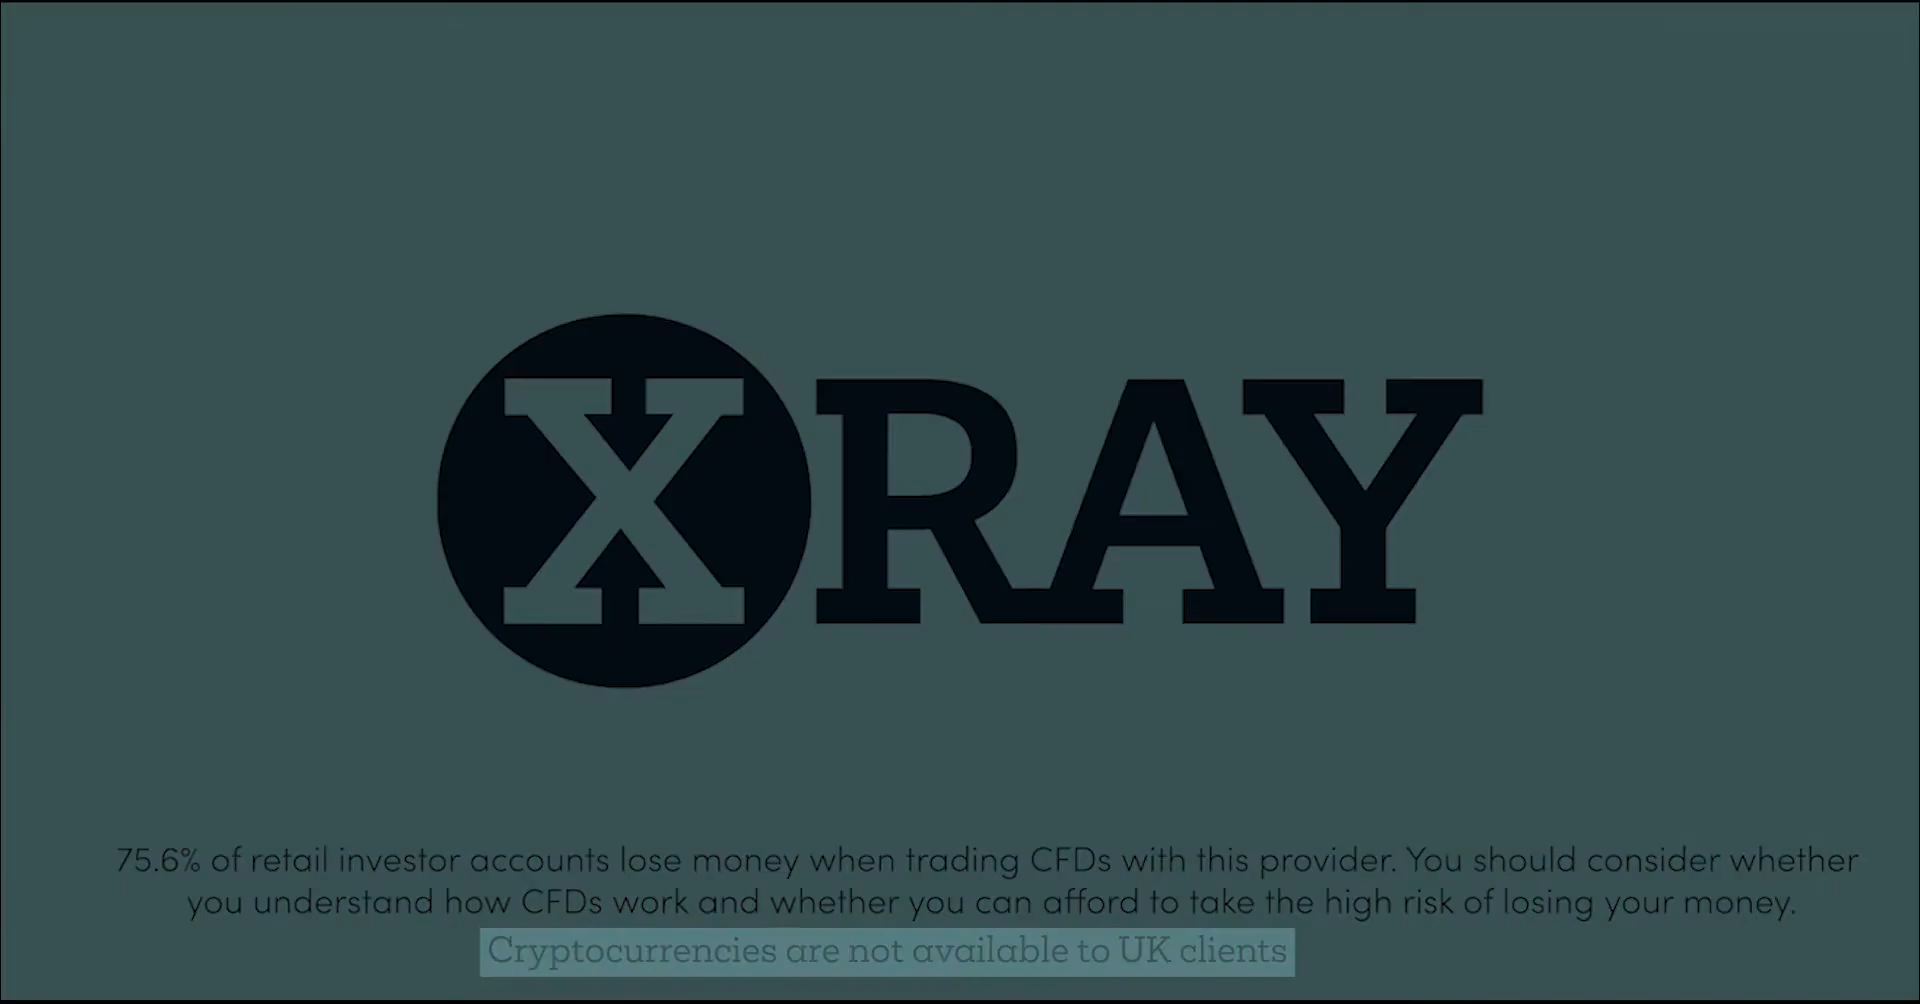 XRAY
75.6% of retail investor accounts lose money when trading CFDs with this provider. You should consider whether
you understand how CFDs work and whether you can afford to take the high risk of losing your money.
Cryptocurrencies are not available to UK clients